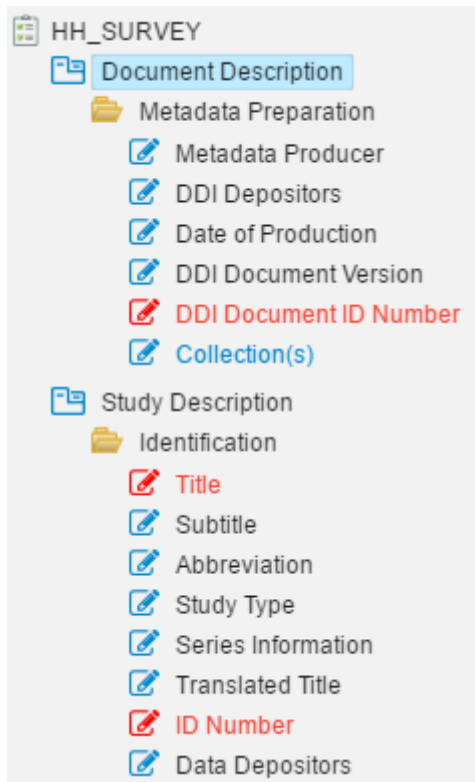 HH_SURVEY
Document Description
Metadata Preparation
Metadata Producer
DDI Depositors
Date of Production
DDI Document Version
DDI Document ID Number
Collection(s)
Study Description
Identification
Title
Subtitle
Abbreviation
Study Type
Series Information
Translated Title
ID Number
Data Depositors